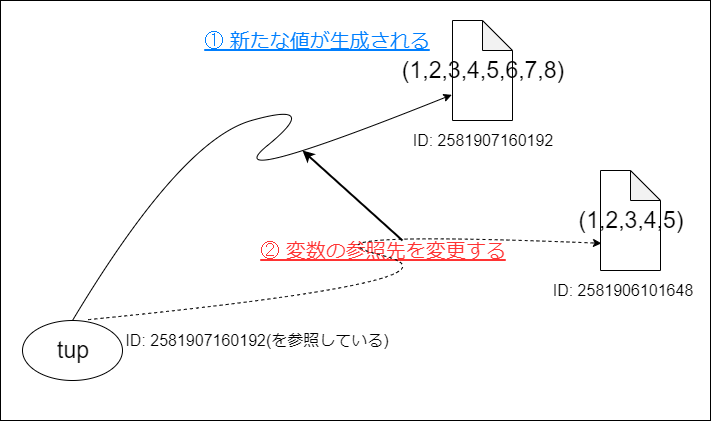 ① 新たな値が生成される
(1,2,3,4,5,6,7,8)
ID: 2581907160192
(1,2,3,4,5)
② 変数の参照先を変更する
ID: 2581906101648
ID: 2581907160192(を参照している)
tup